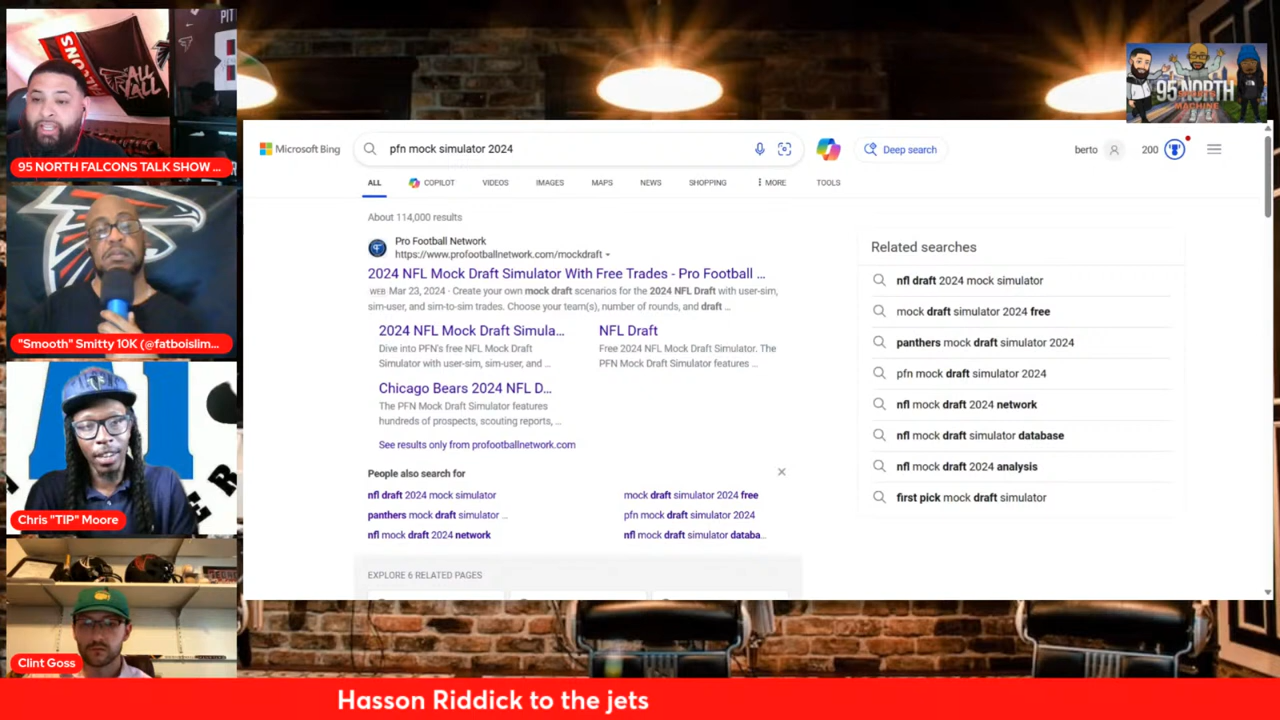 PIT
8
FALCONS
ALL
Y'ALL
95 NORTH FALCONS TALK SHOW ...
"Smooth" Smitty 10K (@fatboislim...
Chris "TIP" Moore
Clint Goss
95 NORTH
SPORTS
MACHINE
Microsoft Bing
pfn mock simulator 2024
Deep search
berto
200
ALL
COPILOT
VIDEOS
IMAGES
MAPS
NEWS
SHOPPING
MORE
TOOLS
About 114,000 results
Pro Football Network
https://www.profootballnetwork.com/mockdraft
2024 NFL Mock Draft Simulator With Free Trades - Pro Football ...
WEB Mar 23, 2024 · Create your own mock draft scenarios for the 2024 NFL Draft with user-sim,
sim-user, and sim-to-sim trades. Choose your team(s), number of rounds, and draft ...
2024 NFL Mock Draft Simula...
Dive into PFN's free NFL Mock Draft
Simulator with user-sim, sim-user, and ...
NFL Draft
Free 2024 NFL Mock Draft Simulator. The
PFN Mock Draft Simulator features ...
Chicago Bears 2024 NFL D...
The PFN Mock Draft Simulator features
hundreds of prospects, scouting reports, ...
See results only from profootballnetwork.com
People also search for
nfl draft 2024 mock simulator
panthers mock draft simulator ...
nfl mock draft 2024 network
mock draft simulator 2024 free
pfn mock draft simulator 2024
nfl mock draft simulator databa...
EXPLORE 6 RELATED PAGES
Related searches
nfl draft 2024 mock simulator
mock draft simulator 2024 free
panthers mock draft simulator 2024
pfn mock draft simulator 2024
nfl mock draft 2024 network
nfl mock draft simulator database
nfl mock draft 2024 analysis
first pick mock draft simulator
Hasson Riddick to the jets